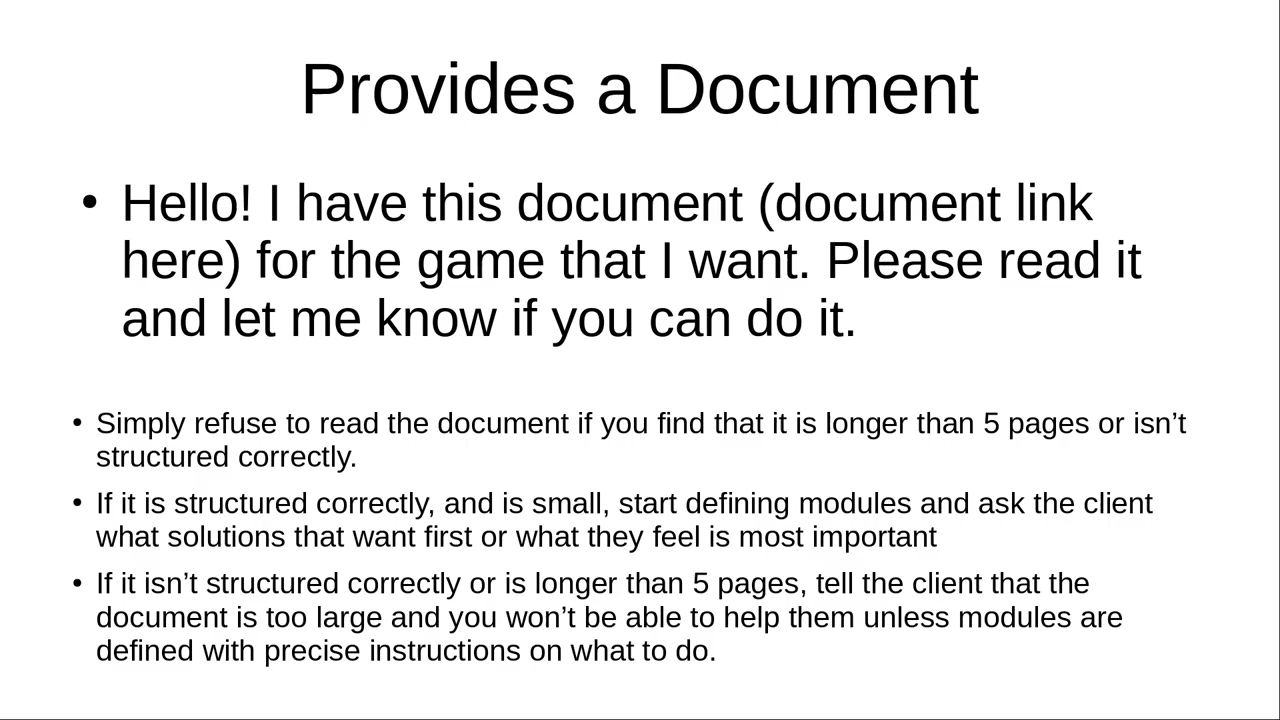 Provides a Document
• Hello! I have this document (document link
here) for the game that I want. Please read it
and let me know if you can do it.
• Simply refuse to read the document if you find that it is longer than 5 pages or isn’t
structured correctly.
• If it is structured correctly, and is small, start defining modules and ask the client
what solutions that want first or what they feel is most important
• If it isn’t structured correctly or is longer than 5 pages, tell the client that the
document is too large and you won’t be able to help them unless modules are
defined with precise instructions on what to do.